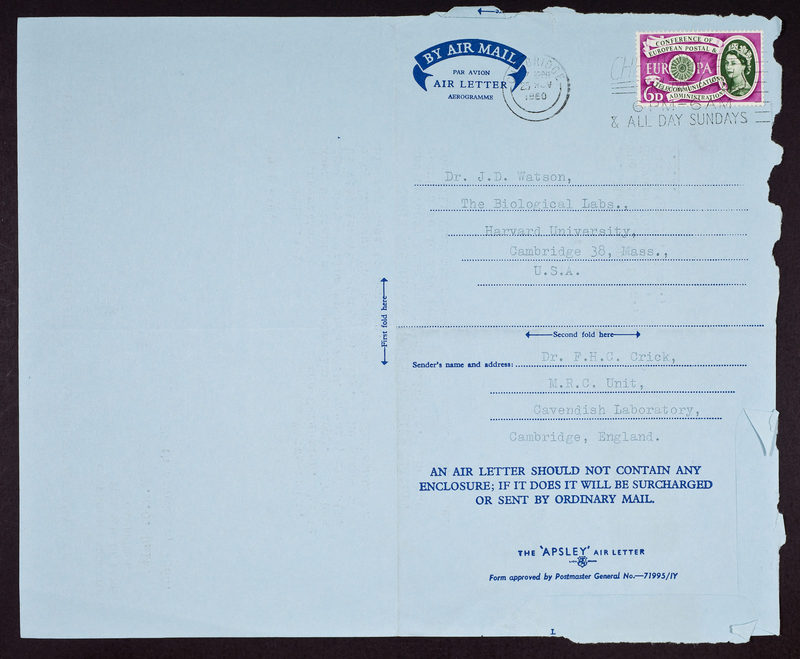 BY AIR MAIL
PAR AVION
AIR LETTER
AEROGRAMME
1960
CONFERENCE OF
EUROPEAN POSTAL &
EUROPA
TELECOMMUNICATIONS
ADMINISTRATIONS
6D
6PM-6AM
& ALL DAY SUNDAYS
Dr. J.D. Watson,
The Biological Labs.,
Harvard University,
Cambridge 38, Mass.,
U.S.A.
First fold here
Second fold here
Sender's name and address:
Dr. F.H.C. Crick,
M.R.C. Unit,
Cavendish Laboratory,
Cambridge, England.
AN AIR LETTER SHOULD NOT CONTAIN ANY
ENCLOSURE; IF IT DOES IT WILL BE SURCHARGED
OR SENT BY ORDINARY MAIL.
THE 'APSLEY' AIR LETTER
Form approved by Postmaster General No.—71995/1Y